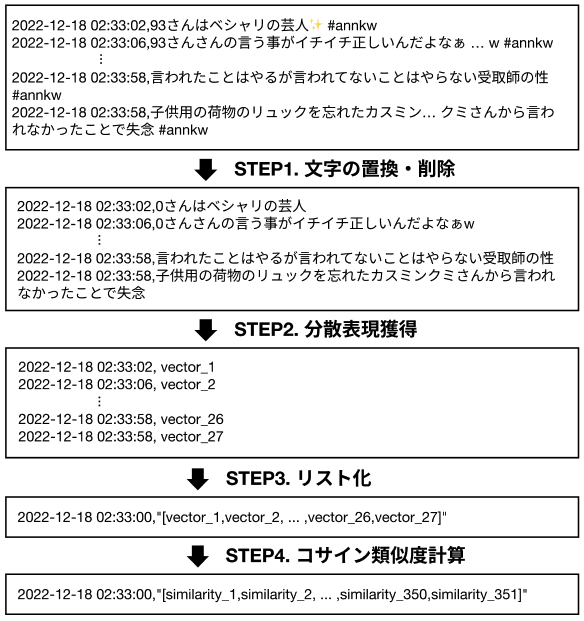 2022-12-18 02:33:02,93さんはベシャリの芸人✨ #annkw
2022-12-18 02:33:06,93さんさんの言う事がイチイチ正しいんだよなぁ … w #annkw
⋮
2022-12-18 02:33:58,言われたことはやるが言われてないことはやらない受取師の性
#annkw
2022-12-18 02:33:58,子供用の荷物のリュックを忘れたカスミン… クミさんから言わ
れなかったことで失念 #annkw
STEP1. 文字の置換・削除
2022-12-18 02:33:02,0さんはベシャリの芸人
2022-12-18 02:33:06,0さんさんの言う事がイチイチ正しいんだよなぁw
⋮
2022-12-18 02:33:58,言われたことはやるが言われてないことはやらない受取師の性
2022-12-18 02:33:58,子供用の荷物のリュックを忘れたカスミンクミさんから言われ
なかったことで失念
STEP2. 分散表現獲得
2022-12-18 02:33:02, vector_1
2022-12-18 02:33:06, vector_2
⋮
2022-12-18 02:33:58, vector_26
2022-12-18 02:33:58, vector_27
STEP3. リスト化
2022-12-18 02:33:00,"[vector_1,vector_2, ... ,vector_26,vector_27]"
STEP4. コサイン類似度計算
2022-12-18 02:33:00,"[similarity_1,similarity_2, ... ,similarity_350,similarity_351]"